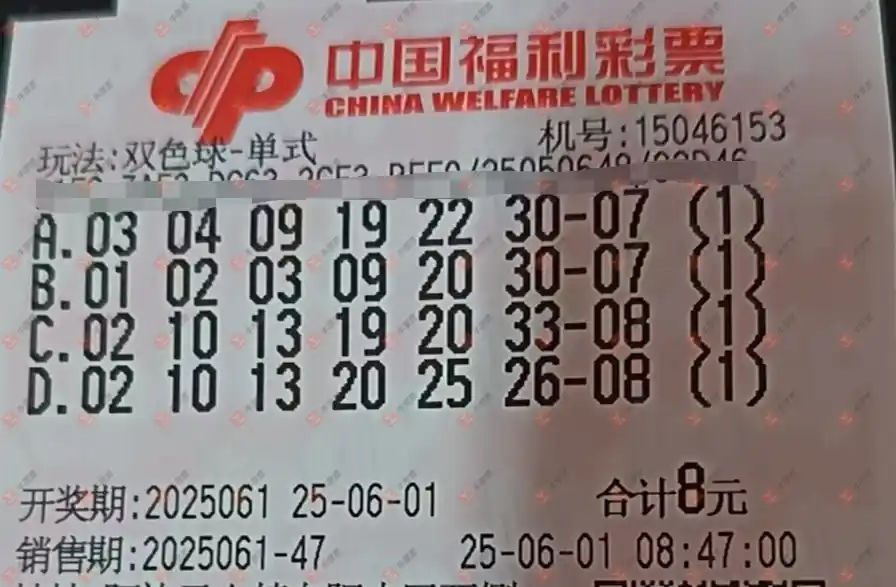 中国福利彩票
CHINA WELFARE LOTTERY
机号:15046153
玩法:双色球-单式
A.03 04 09 19 22 30-07 (1)
B.01 02 03 09 20 30-07 (1)
C.02 10 13 19 20 33-08 (1)
D.02 10 13 20 25 26-08 (1)
开奖期:2025061 25-06-01 合计8元
销售期:2025061-47 25-06-01 08:47:00